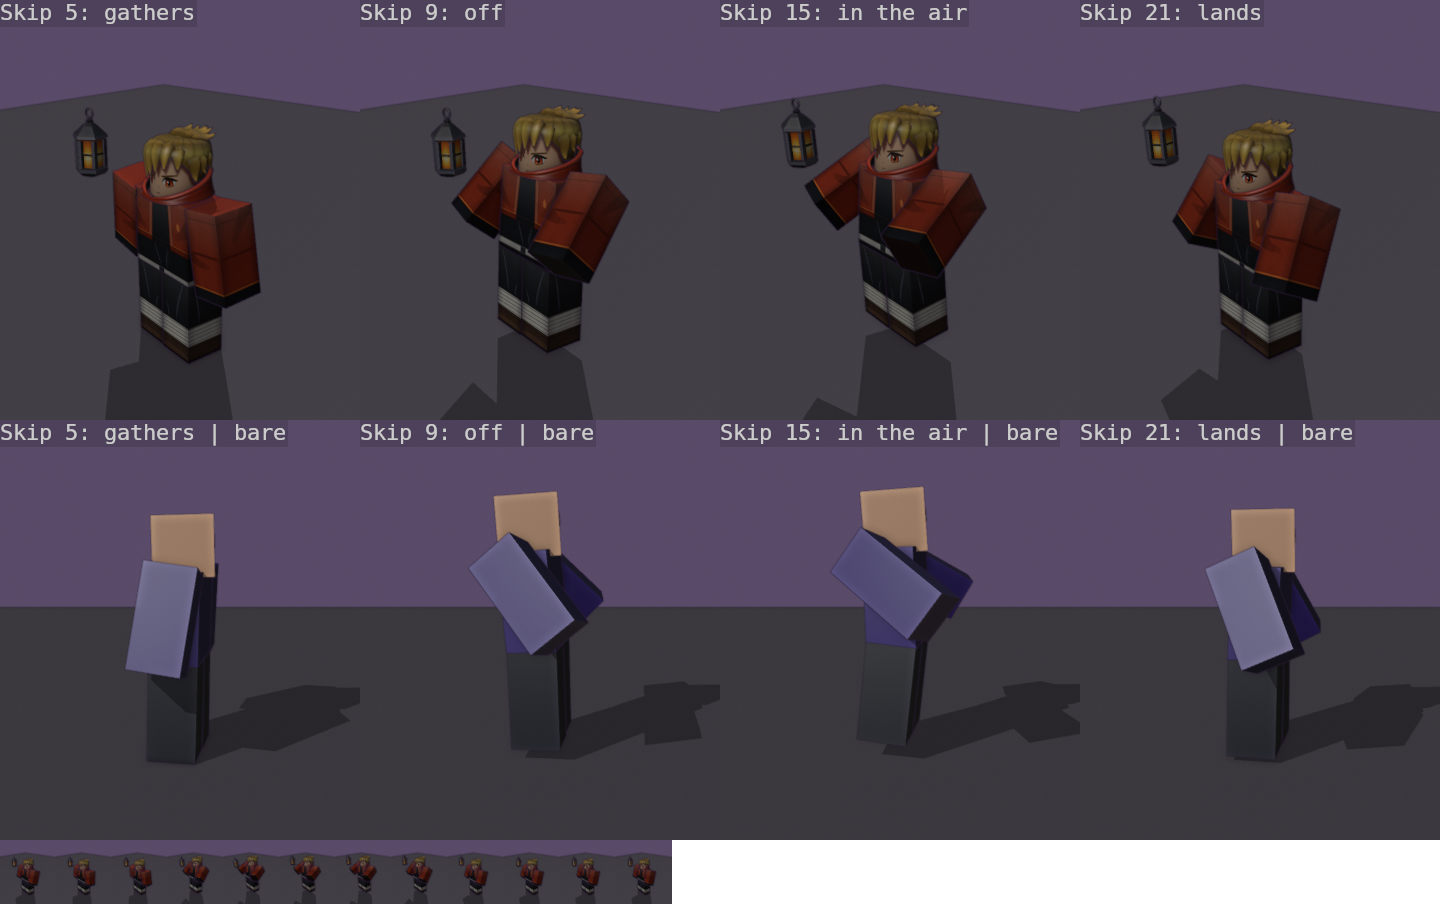 Skip 5: gathers
Skip 9: off
Skip 15: in the air
Skip 21: lands
Skip 5: gathers | bare
Skip 9: off | bare
Skip 15: in the air | bare
Skip 21: lands | bare